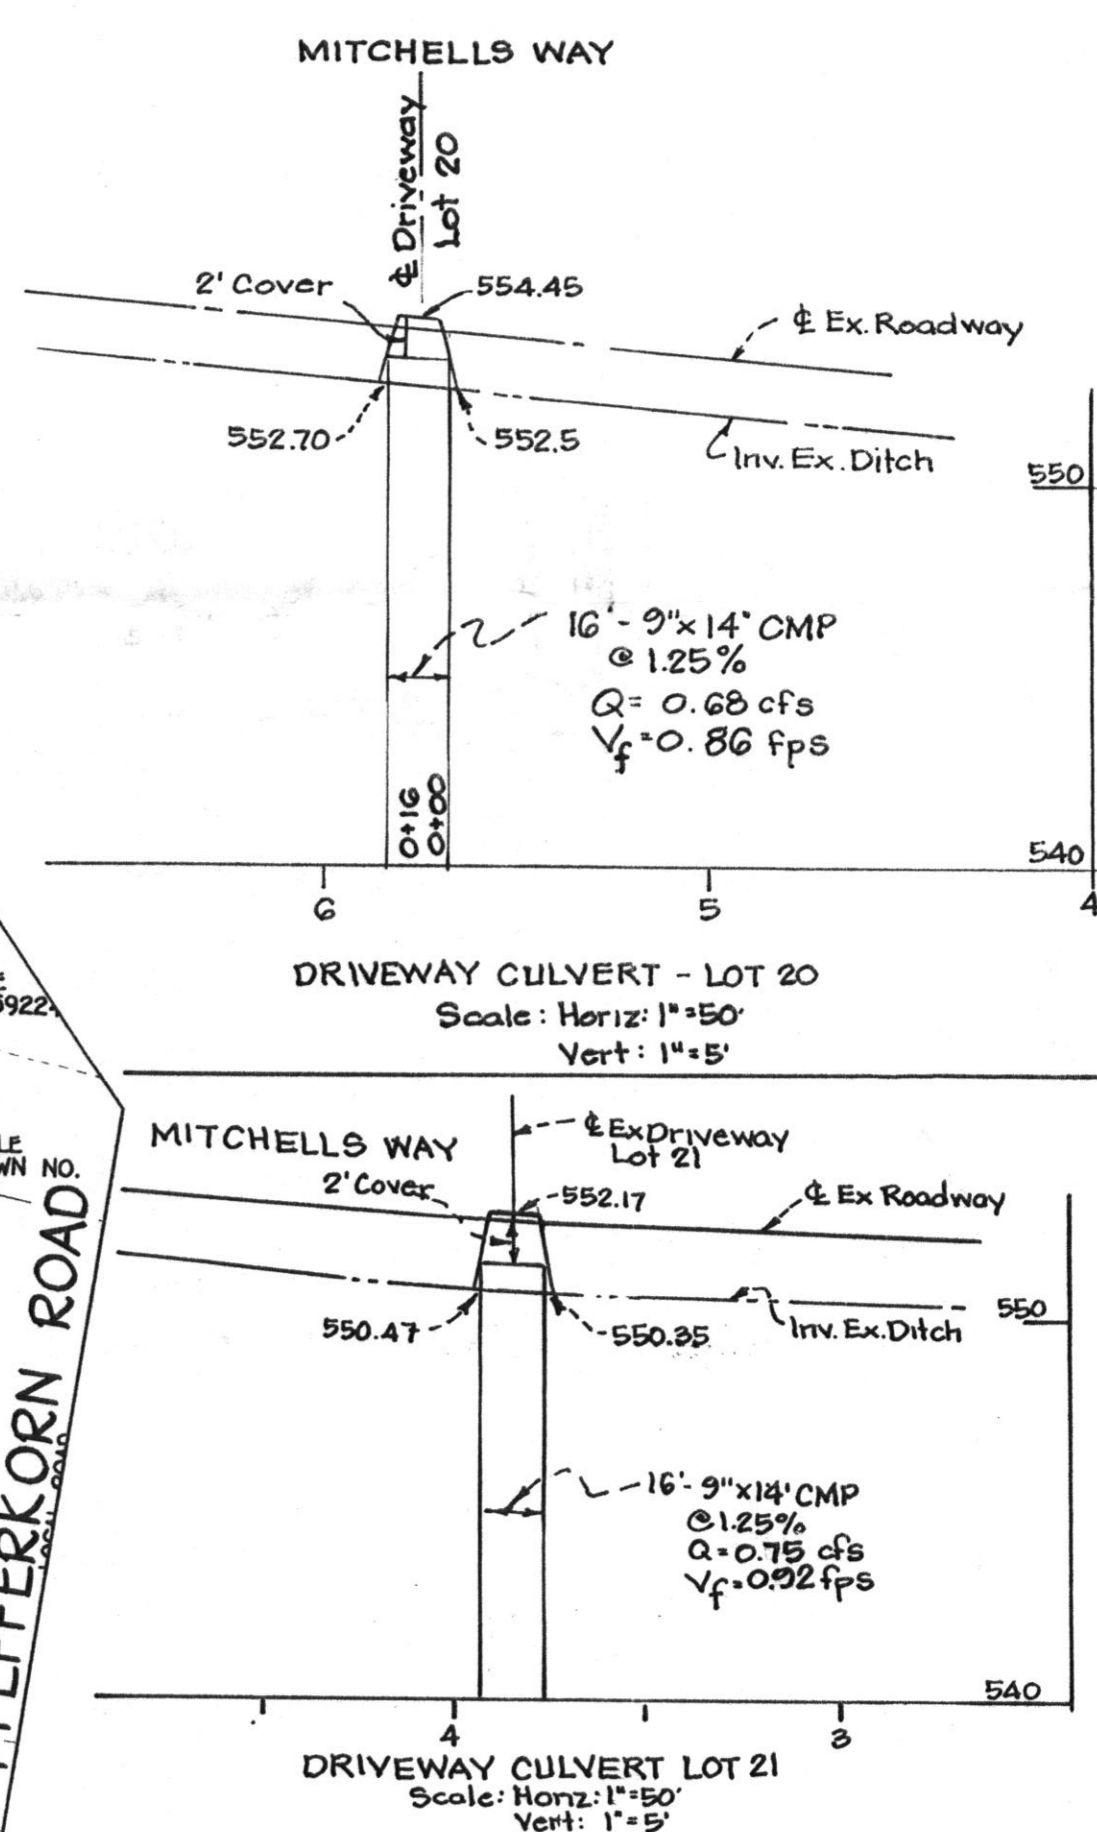 MITCHELLS WAY
℄ Driveway
Lot 20
2' Cover
554.45
℄ Ex. Roadway
552.70
552.5
Inv. Ex. Ditch
550
16'- 9"x14" CMP
@ 1.25%
Q= 0.68 cfs
Vf=0.86 fps
0+16
0+00
540
6
5
4
DRIVEWAY CULVERT - LOT 20
Scale: Horiz: 1"=50'
Vert: 1"=5'
5922
WN NO.
MITCHELLS WAY
℄ Ex Driveway
Lot 21
2' Cover
552.17
℄ Ex Roadway
550.47
550.35
Inv. Ex. Ditch
550
16'- 9"x14' CMP
@ 1.25%
Q=0.75 cfs
Vf=0.92 fps
540
4
3
DRIVEWAY CULVERT LOT 21
Scale: Horiz: 1"=50'
Vert: 1"=5'
PFEFFERKORN ROAD